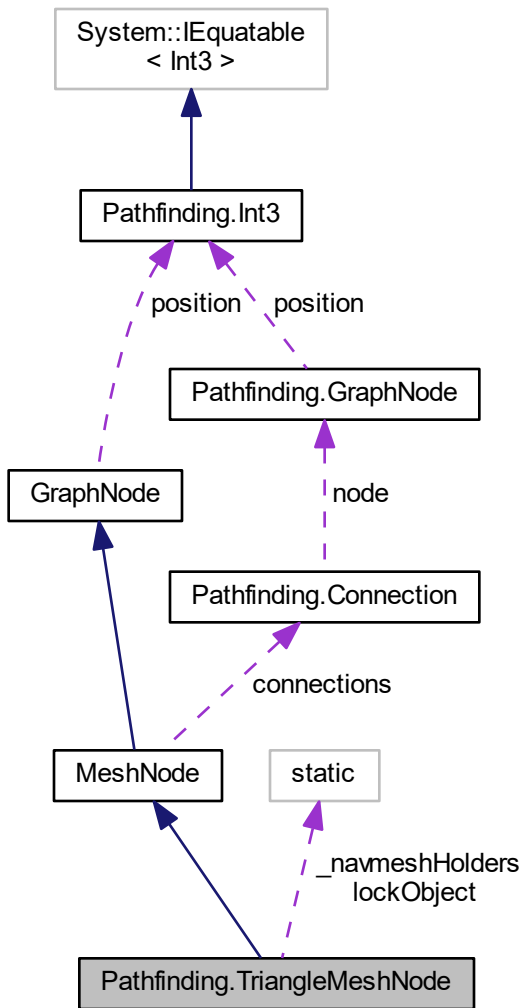 System::IEquatable
< Int3 >
Pathfinding.Int3
position
position
Pathfinding.GraphNode
GraphNode
node
Pathfinding.Connection
connections
MeshNode
static
_navmeshHolders
lockObject
Pathfinding.TriangleMeshNode